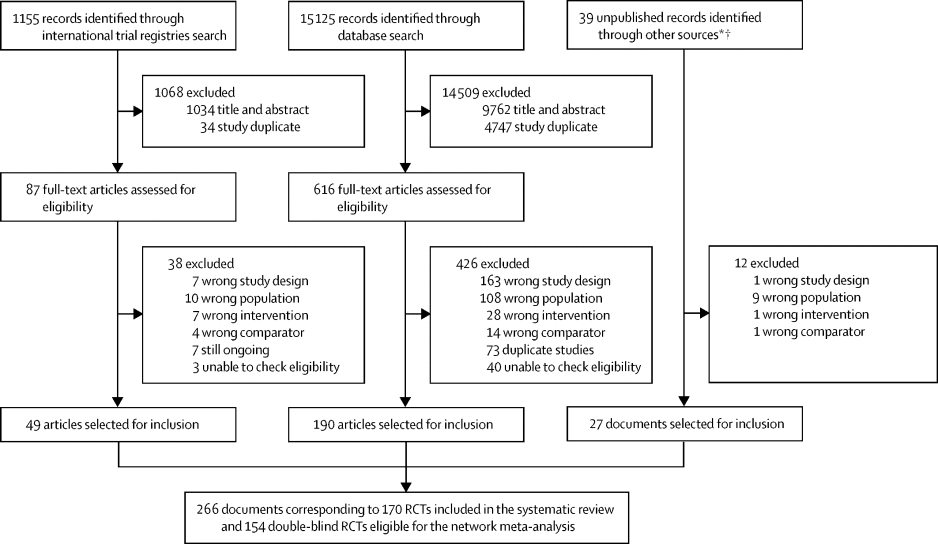 1155 records identified through
international trial registries search
15125 records identified through
database search
39 unpublished records identified
through other sources*†
1068 excluded
1034 title and abstract
34 study duplicate
14509 excluded
9762 title and abstract
4747 study duplicate
87 full-text articles assessed for
eligibility
616 full-text articles assessed for
eligibility
38 excluded
7 wrong study design
10 wrong population
7 wrong intervention
4 wrong comparator
7 still ongoing
3 unable to check eligibility
426 excluded
163 wrong study design
108 wrong population
28 wrong intervention
14 wrong comparator
73 duplicate studies
40 unable to check eligibility
12 excluded
1 wrong study design
9 wrong population
1 wrong intervention
1 wrong comparator
49 articles selected for inclusion
190 articles selected for inclusion
27 documents selected for inclusion
266 documents corresponding to 170 RCTs included in the systematic review
and 154 double-blind RCTs eligible for the network meta-analysis